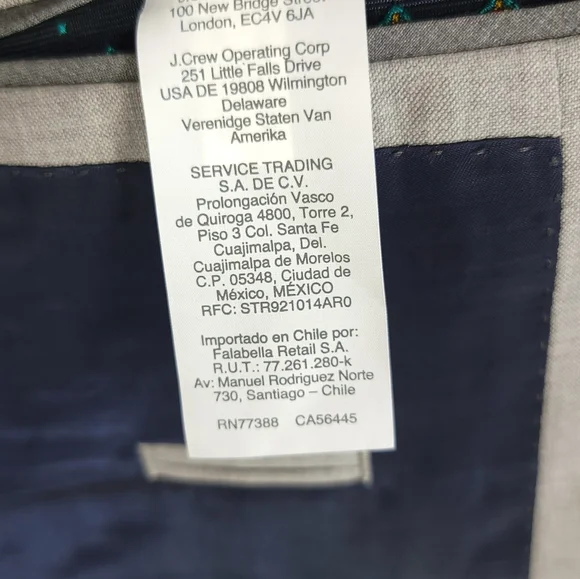 100 New Bridge Street
London, EC4V 6JA
J.Crew Operating Corp
251 Little Falls Drive
USA DE 19808 Wilmington
Delaware
Verenidge Staten Van
Amerika
SERVICE TRADING
S.A. DE C.V.
Prolongación Vasco
de Quiroga 4800, Torre 2,
Piso 3 Col. Santa Fe
Cuajimalpa, Del.
Cuajimalpa de Morelos
C.P. 05348, Ciudad de
México, MÉXICO
RFC: STR921014AR0
Importado en Chile por:
Falabella Retail S.A.
R.U.T.: 77.261.280-k
Av: Manuel Rodriguez Norte
730, Santiago – Chile
RN77388 CA56445